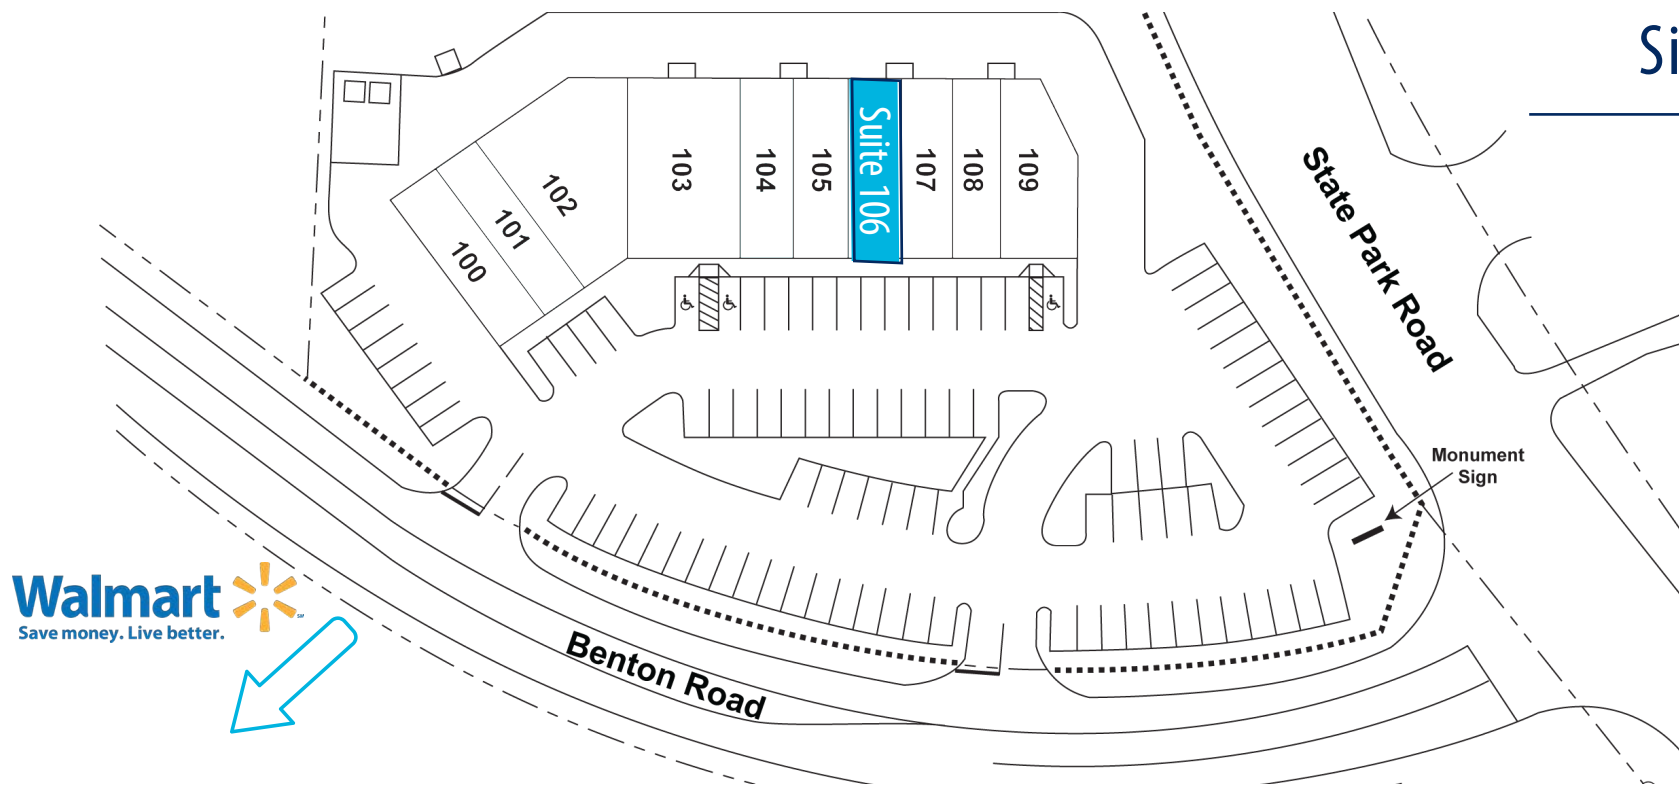 Si
103
104
105
Suite 106
107
108
109
102
101
100
State Park Road
Monument
Sign
Walmart
Save money. Live better.
Benton Road